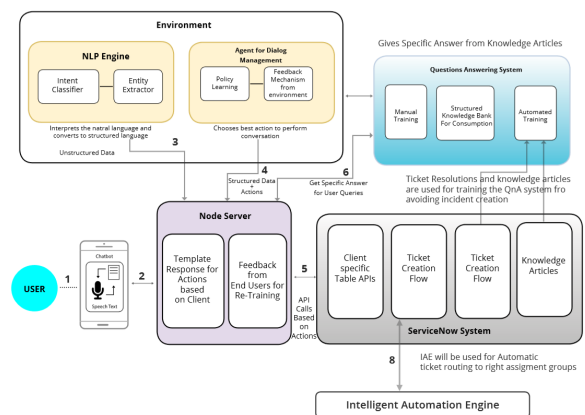 Environment
NLP Engine
Intent
Classifier
Entity
Extractor
Interprets the natral language and
converts to structured language
3
Unstructured Data
Agent for Dialog
Management
Policy
Learning
Feedback
Mechanism
from
environment
Chooses best action to perform
conversation
4
Structured Data
+
Actions
Gives Specific Answer from Knowledge Articles
Questions Answering System
Manual
Training
Structured
Knowledge Bank
For Consumption
Automated
Training
6
Get Specific Answer
for User Queries
Ticket Resolutions and knowledge articles
are used for training the QnA system fro
avoiding incident creation
USER
1
Chatbot
Speech Text
2
Node Server
Template
Response for
Actions
based on
Client
Feedback
from
End Users for
Re-Training
5
API
Calls
Based
on
Actions
Client
specific
Table APIs
Ticket
Creation
Flow
Ticket
Creation
Flow
Knowledge
Articles
ServiceNow System
8
IAE will be used for Automatic
ticket routing to right assigment groups
Intelligent Automation Engine